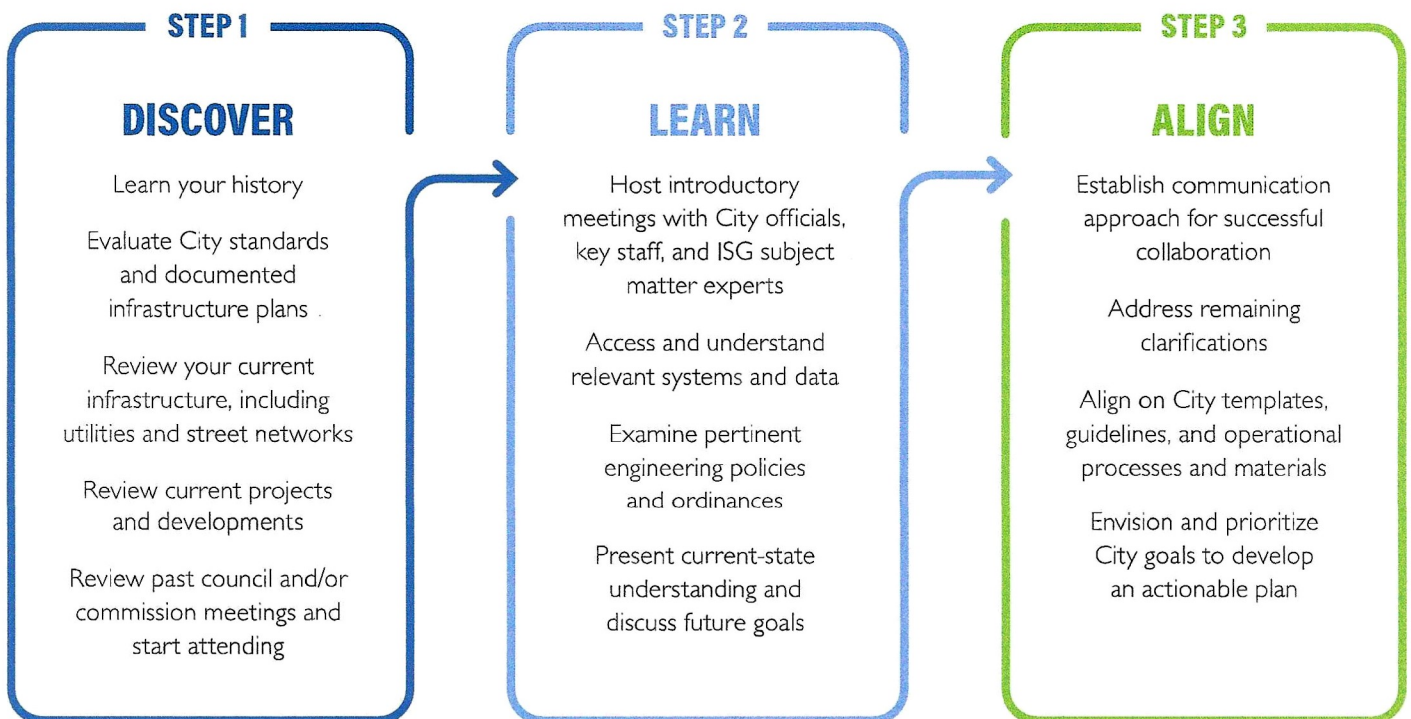 STEP 1
DISCOVER
Learn your history
Evaluate City standards
and documented
infrastructure plans
Review your current
infrastructure, including
utilities and street networks
Review current projects
and developments
Review past council and/or
commission meetings and
start attending
STEP 2
LEARN
Host introductory
meetings with City officials,
key staff, and ISG subject
matter experts
Access and understand
relevant systems and data
Examine pertinent
engineering policies
and ordinances
Present current-state
understanding and
discuss future goals
STEP 3
ALIGN
Establish communication
approach for successful
collaboration
Address remaining
clarifications
Align on City templates,
guidelines, and operational
processes and materials
Envision and prioritize
City goals to develop
an actionable plan